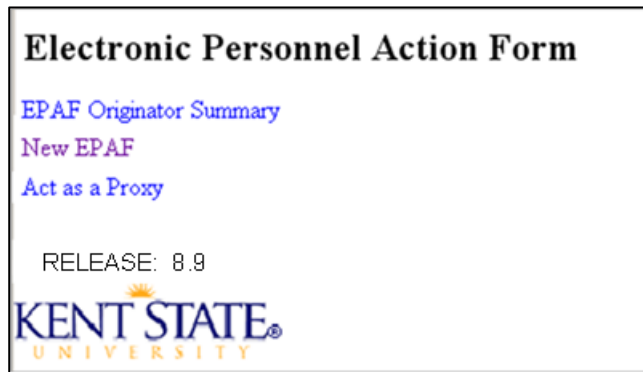 Electronic Personnel Action Form
EPAF Originator Summary
New EPAF
Act as a Proxy
RELEASE: 8.9
KENT STATE®
UNIVERSITY